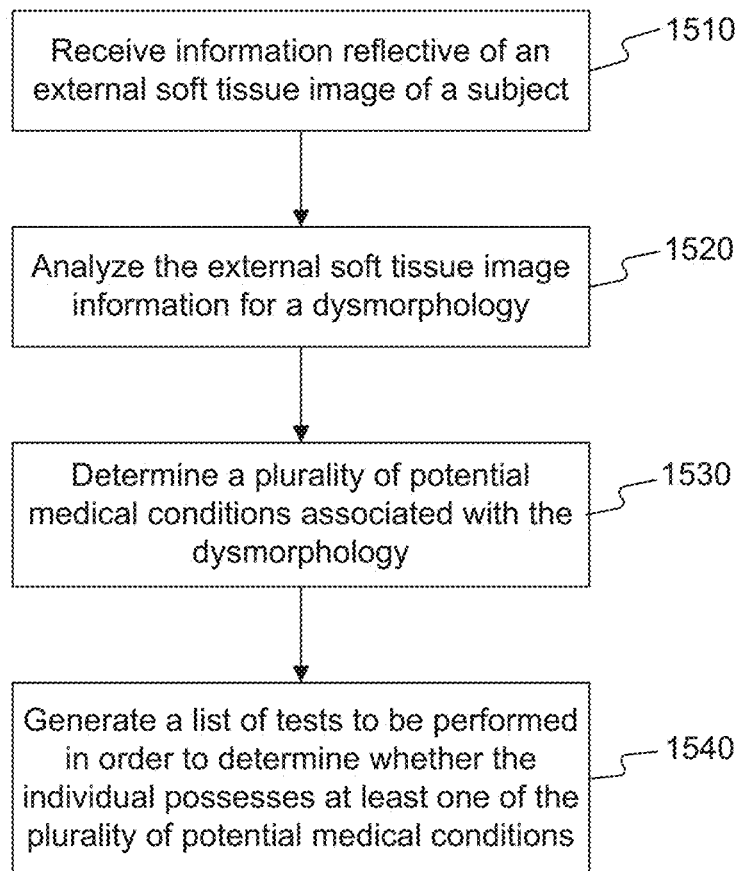 Receive information reflective of an
external soft tissue image of a subject
1510
Analyze the external soft tissue image
information for a dysmorphology
1520
Determine a plurality of potential
medical conditions associated with the
dysmorphology
1530
Generate a list of tests to be performed
in order to determine whether the
individual possesses at least one of the
plurality of potential medical conditions
1540